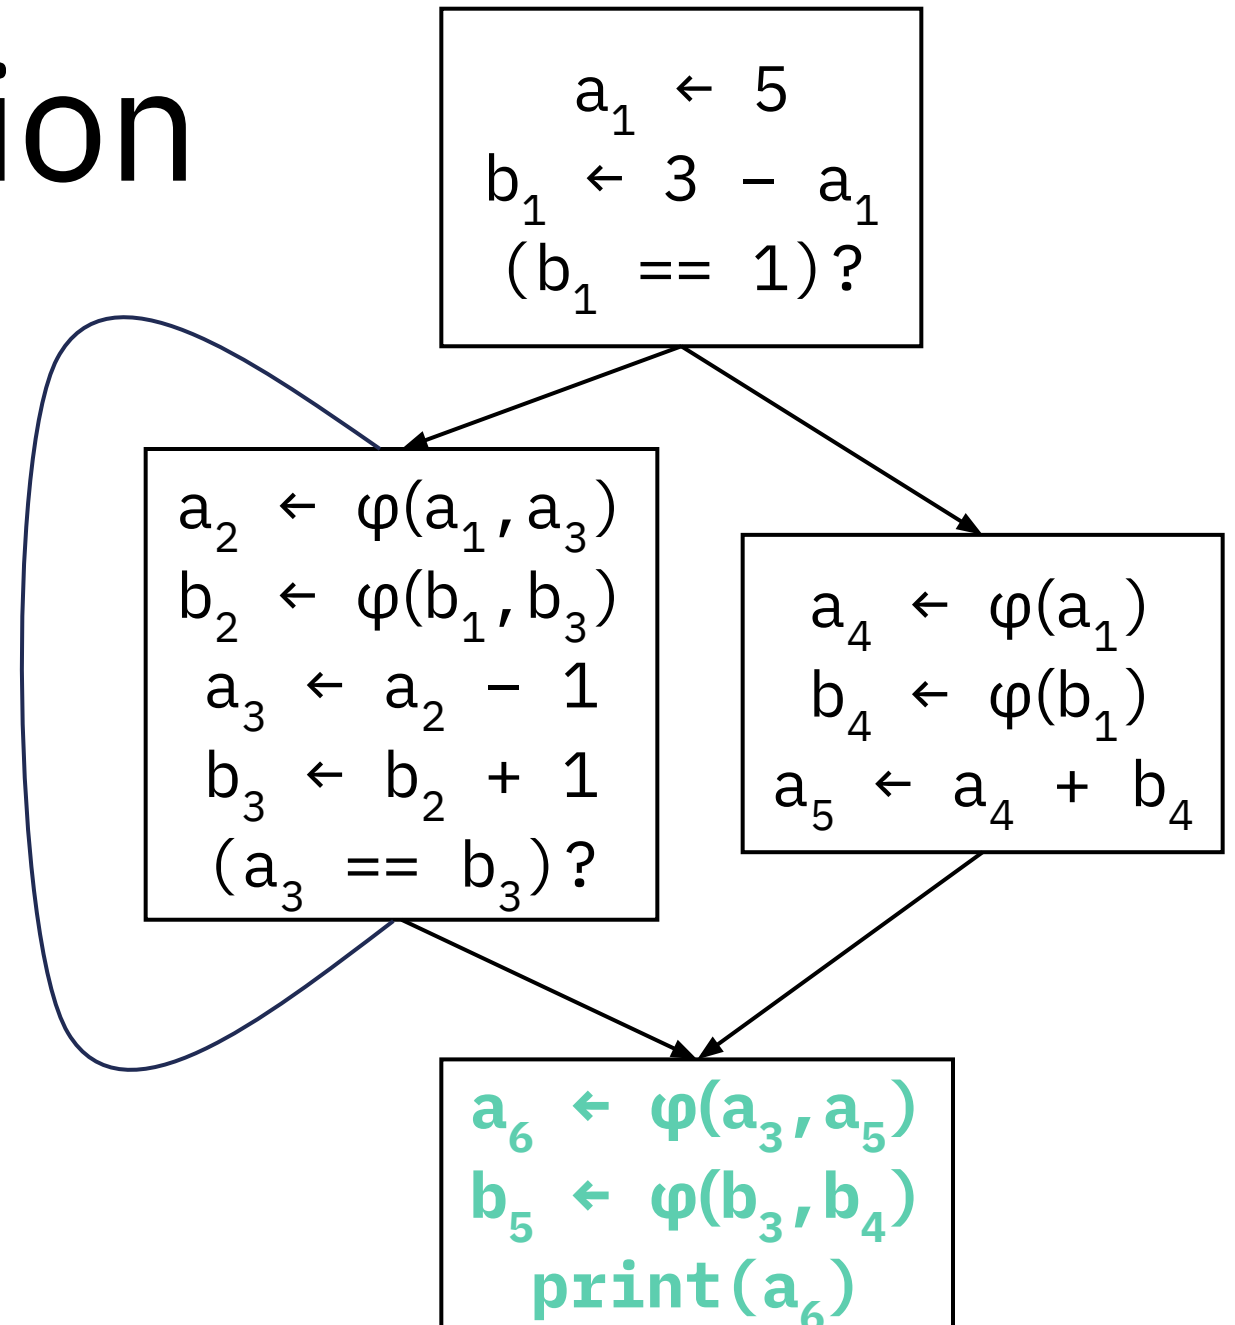 ion
a₁ ← 5
b₁ ← 3 − a₁
(b₁ == 1)?
a₂ ← φ(a₁,a₃)
b₂ ← φ(b₁,b₃)
a₃ ← a₂ − 1
b₃ ← b₂ + 1
(a₃ == b₃)?
a₄ ← φ(a₁)
b₄ ← φ(b₁)
a₅ ← a₄ + b₄
a₆ ← φ(a₃,a₅)
b₅ ← φ(b₃,b₄)
print(a₆)